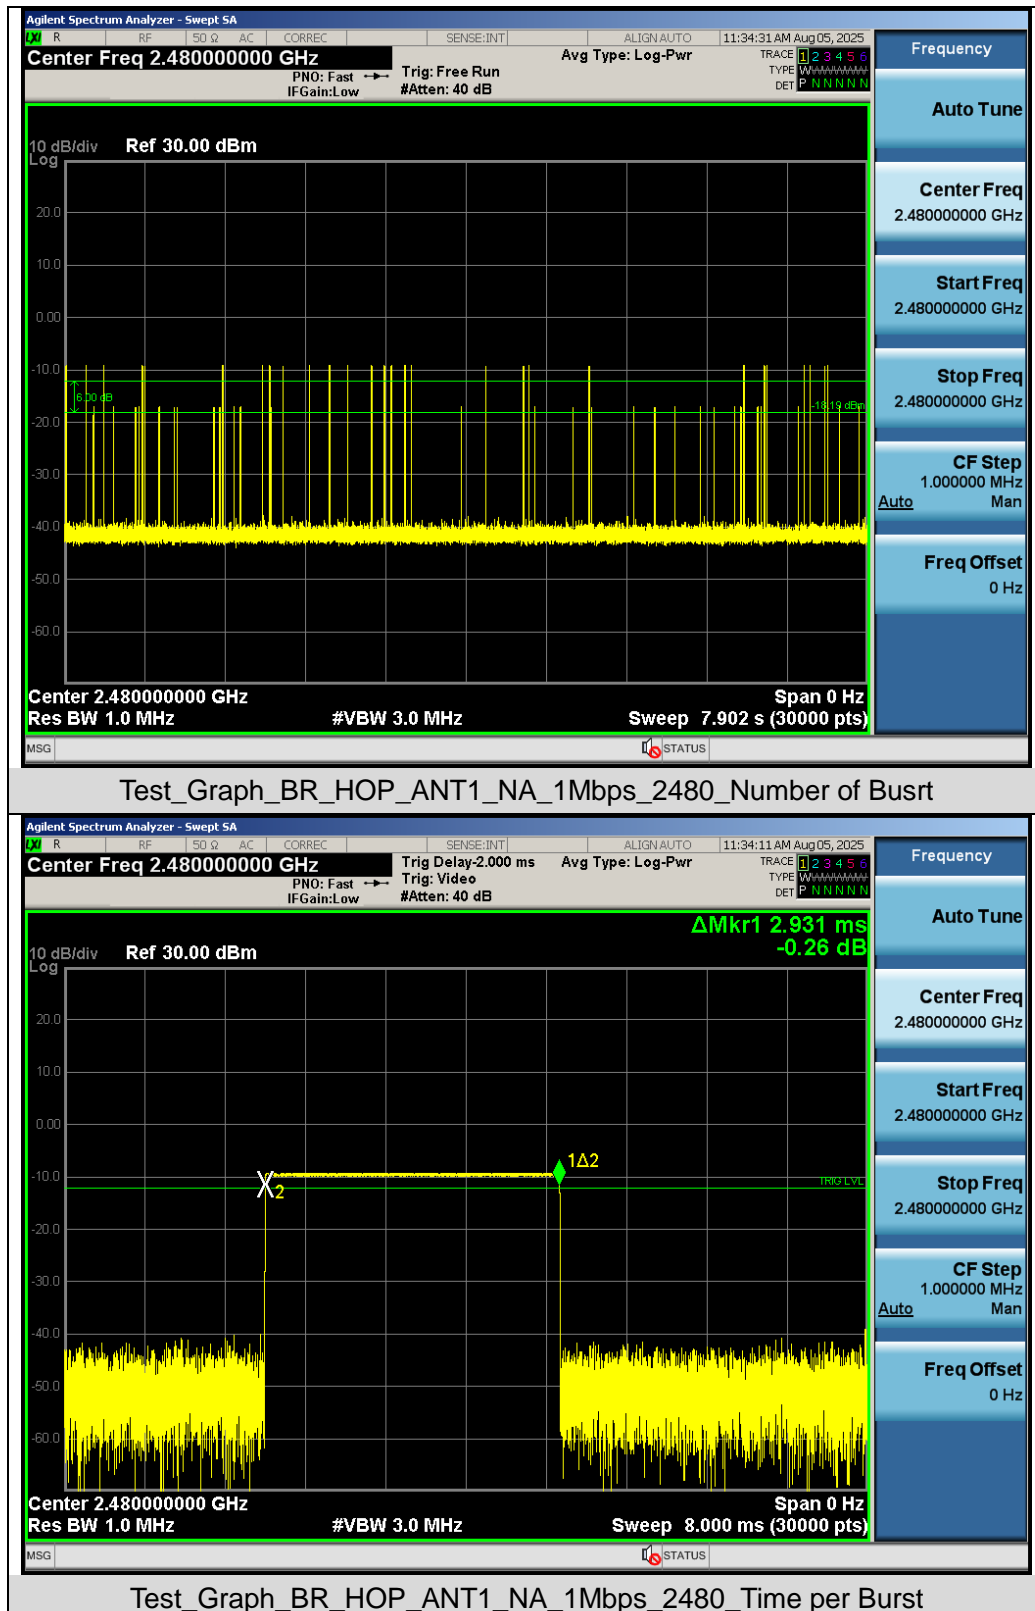 Agilent Spectrum Analyzer - Swept SA
LXI R RF 50 Ω AC CORREC SENSE:INT ALIGN AUTO 11:34:31 AM Aug 05, 2025
Center Freq 2.480000000 GHz
PNO: Fast
IFGain:Low
Trig: Free Run
#Atten: 40 dB
Avg Type: Log-Pwr
TRACE 1 2 3 4 5 6
TYPE
DET P N N N N N
Frequency
Auto Tune
Center Freq
2.480000000 GHz
Start Freq
2.480000000 GHz
Stop Freq
2.480000000 GHz
CF Step
1.000000 MHz
Auto Man
Freq Offset
0 Hz
10 dB/div Ref 30.00 dBm
Log
20.0
10.0
0.00
-10.0
6.00 dB
-18.19 dBm
-20.0
-30.0
-40.0
-50.0
-60.0
Center 2.480000000 GHz Span 0 Hz
Res BW 1.0 MHz #VBW 3.0 MHz Sweep 7.902 s (30000 pts)
MSG STATUS
Test_Graph_BR_HOP_ANT1_NA_1Mbps_2480_Number of Busrt
Agilent Spectrum Analyzer - Swept SA
LXI R RF 50 Ω AC CORREC SENSE:INT ALIGN AUTO 11:34:11 AM Aug 05, 2025
Center Freq 2.480000000 GHz
PNO: Fast
IFGain:Low
Trig Delay-2.000 ms
Trig: Video
#Atten: 40 dB
Avg Type: Log-Pwr
TRACE 1 2 3 4 5 6
TYPE
DET P N N N N N
Frequency
Auto Tune
Center Freq
2.480000000 GHz
Start Freq
2.480000000 GHz
Stop Freq
2.480000000 GHz
CF Step
1.000000 MHz
Auto Man
Freq Offset
0 Hz
ΔMkr1 2.931 ms
-0.26 dB
10 dB/div Ref 30.00 dBm
Log
20.0
10.0
0.00
1Δ2
-10.0
TRIG LVL
2
-20.0
-30.0
-40.0
-50.0
-60.0
Center 2.480000000 GHz Span 0 Hz
Res BW 1.0 MHz #VBW 3.0 MHz Sweep 8.000 ms (30000 pts)
MSG STATUS
Test_Graph_BR_HOP_ANT1_NA_1Mbps_2480_Time per Burst